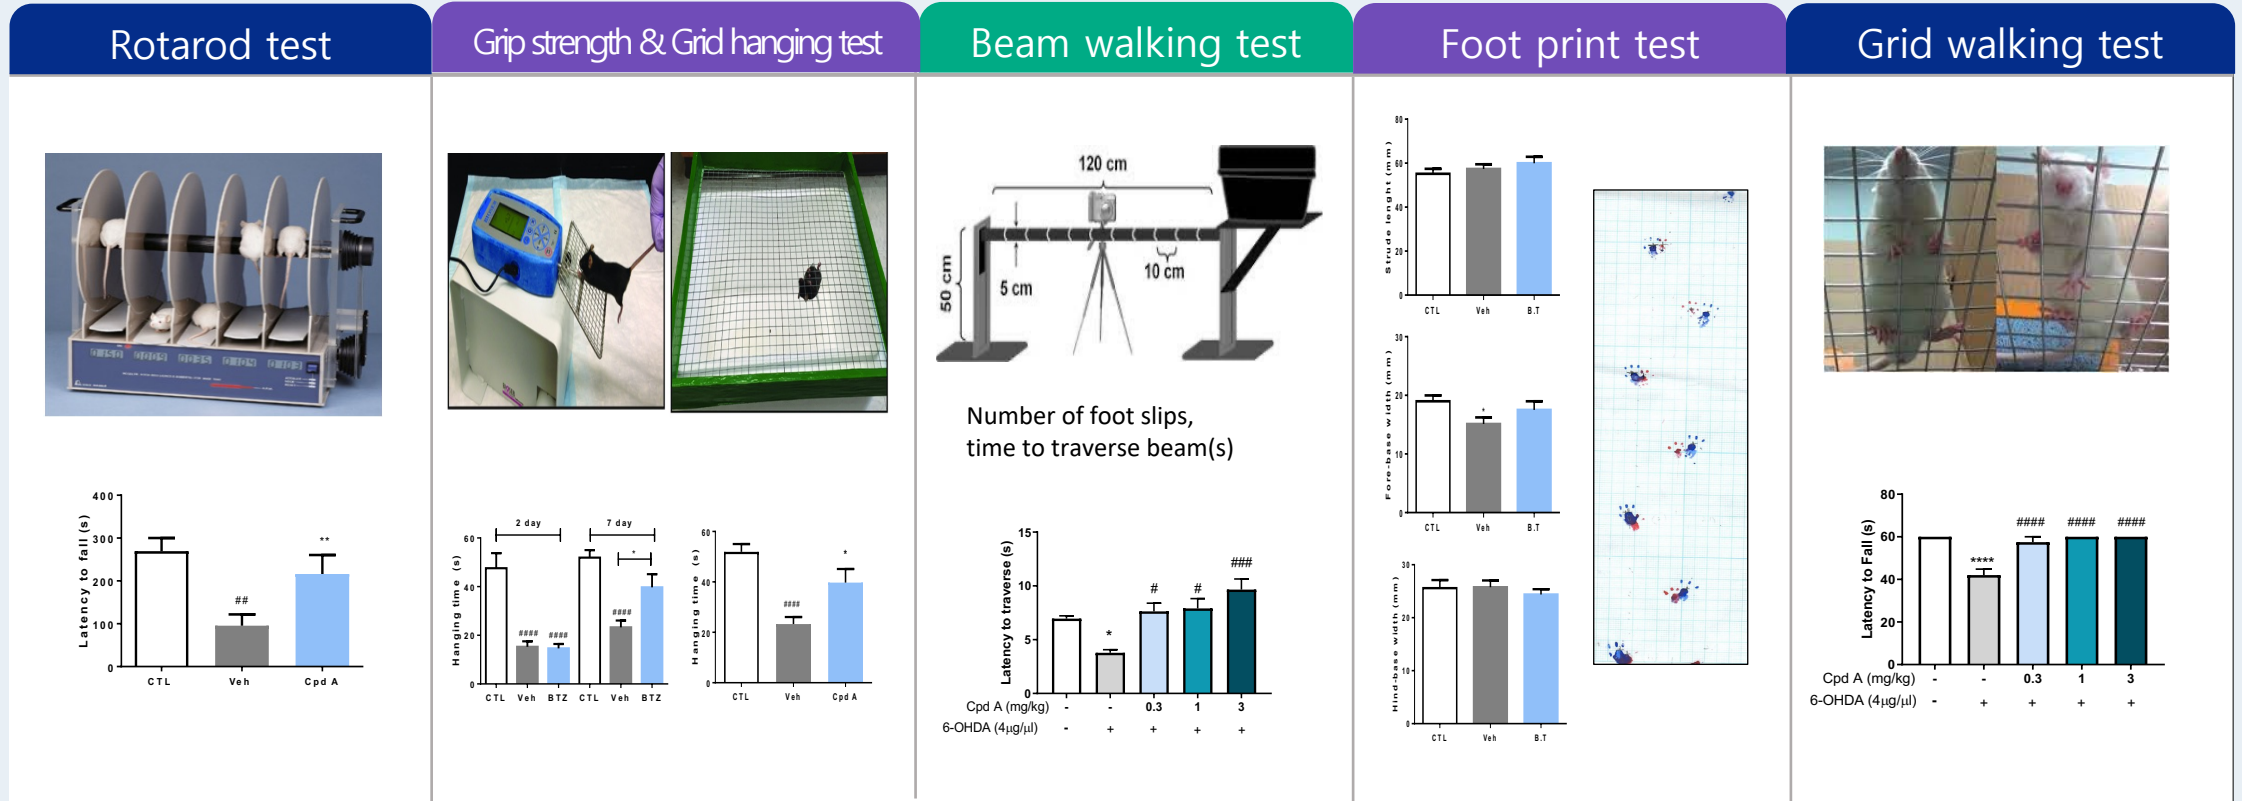 Rotarod test
Grip strength & Grid hanging test
Beam walking test
Foot print test
Grid walking test
0150 0009 0035 0104 0103
Latency to fall (s)
400
300
200
100
0
##
**
CTL Veh Cpd A
Hanging time (s)
2 day 7 day
60
40
20
0
####
####
####
*
CTL Veh BTZ CTL Veh BTZ
Hanging time (s)
60
40
20
0
####
*
CTL Veh Cpd A
120 cm
50 cm
5 cm
10 cm
Number of foot slips,
time to traverse beam(s)
Latency to traverse (s)
15
10
5
0
*
#
#
###
Cpd A (mg/kg) - - 0.3 1 3
6-OHDA (4μg/μl) - + + + +
Strude lenght (mm)
80
60
40
20
0
CTL Veh B.T
Fore-base width (mm)
30
20
10
0
*
CTL Veh B.T
Hind-base width (mm)
30
20
10
0
CTL Veh B.T
Latency to Fall (s)
80
60
40
20
0
****
####
####
####
Cpd A (mg/kg) - - 0.3 1 3
6-OHDA (4μg/μl) - + + + +